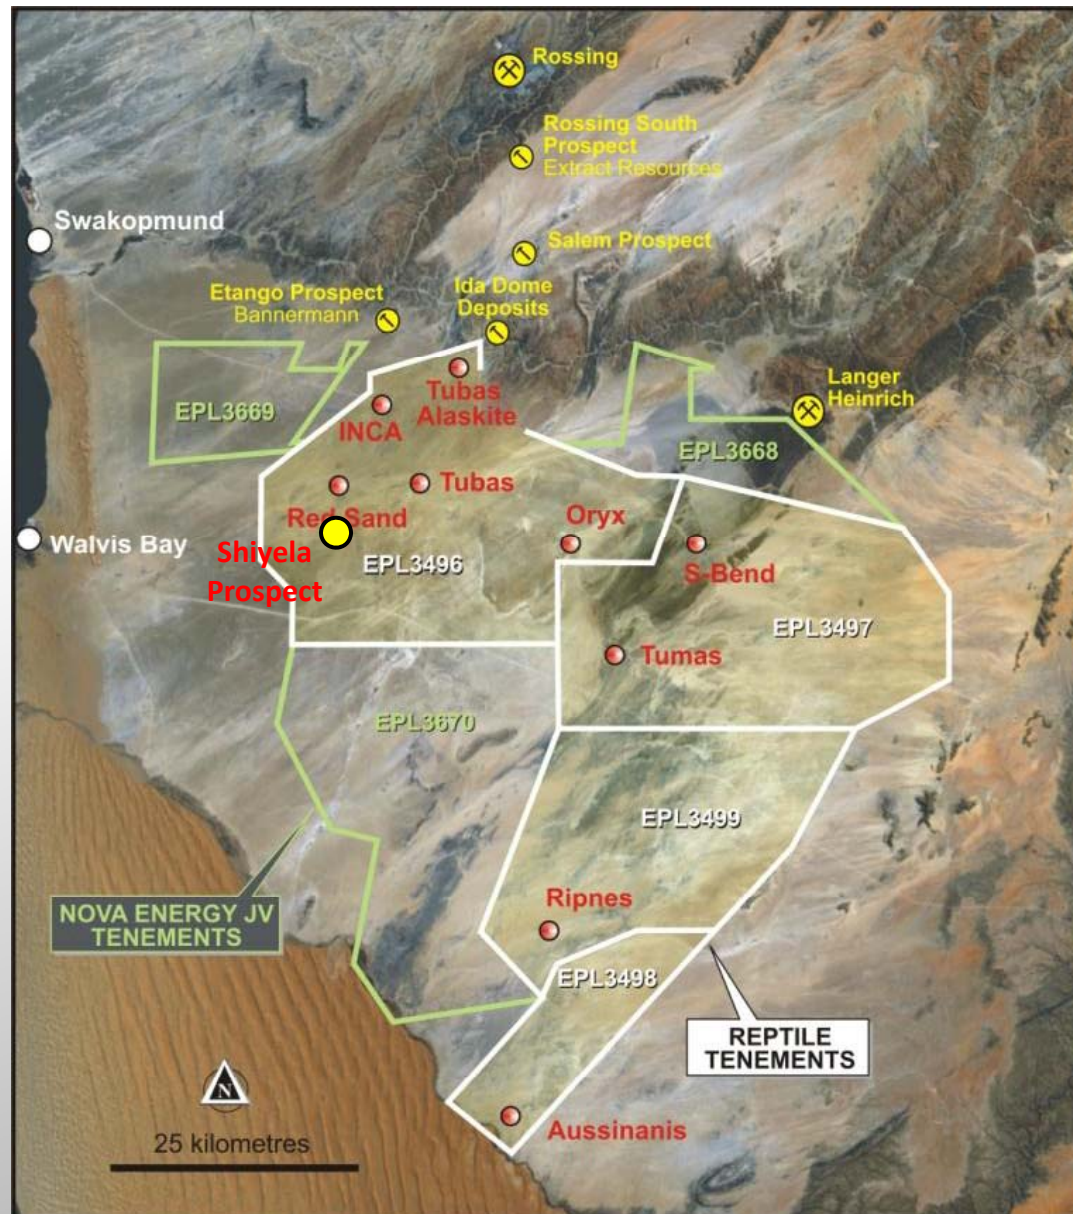 Rossing
Rossing South
Prospect
Extract Resources
Swakopmund
Salem Prospect
Etango Prospect
Bannermann
Ida Dome
Deposits
Langer
Heinrich
Tubas
Alaskite
EPL3669
INCA
EPL3668
Tubas
Red Sand
Oryx
Walvis Bay
Shiyela
Prospect
EPL3496
S-Bend
EPL3497
Tumas
EPL3670
EPL3499
Ripnes
NOVA ENERGY JV
TENEMENTS
EPL3498
REPTILE
TENEMENTS
N
25 kilometres
Aussinanis